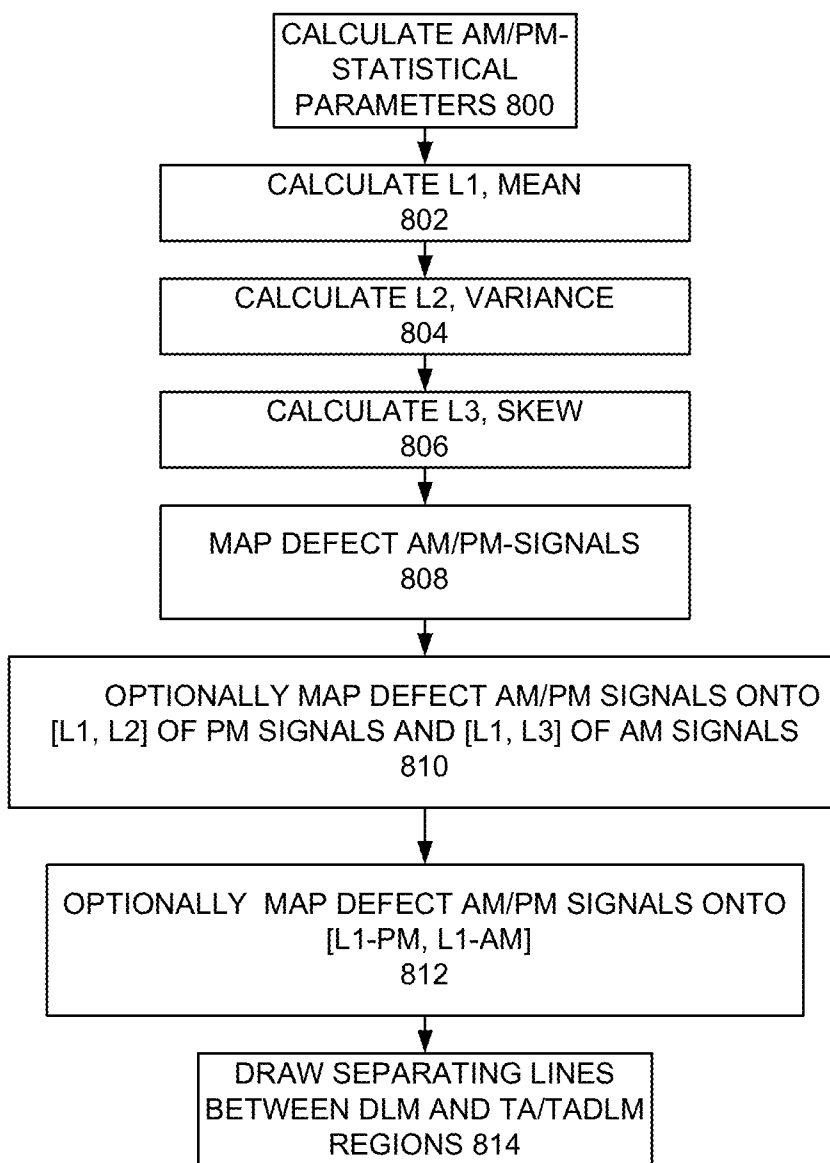 CALCULATE AM/PM-
STATISTICAL
PARAMETERS 800
CALCULATE L1, MEAN
802
CALCULATE L2, VARIANCE
804
CALCULATE L3, SKEW
806
MAP DEFECT AM/PM-SIGNALS
808
OPTIONALLY MAP DEFECT AM/PM SIGNALS ONTO
[L1, L2] OF PM SIGNALS AND [L1, L3] OF AM SIGNALS
810
OPTIONALLY MAP DEFECT AM/PM SIGNALS ONTO
[L1-PM, L1-AM]
812
DRAW SEPARATING LINES
BETWEEN DLM AND TA/TADLM
REGIONS 814